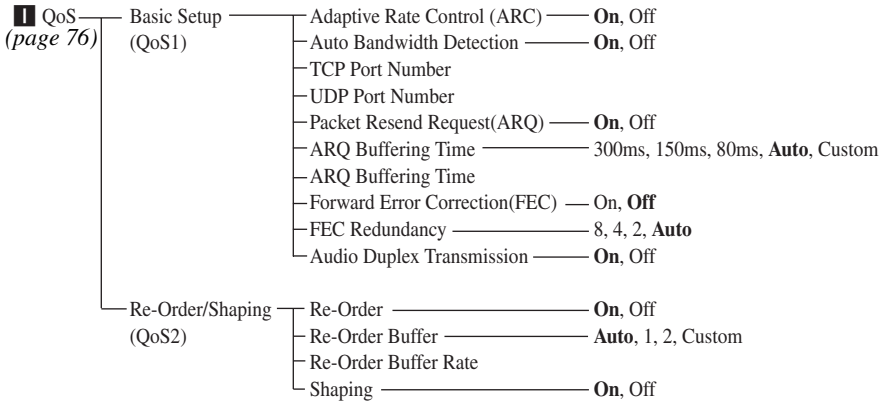 I QoS Basic Setup Adaptive Rate Control (ARC) On, Off
(page 76) (QoS1) Auto Bandwidth Detection On, Off
TCP Port Number
UDP Port Number
Packet Resend Request(ARQ) On, Off
ARQ Buffering Time 300ms, 150ms, 80ms, Auto, Custom
ARQ Buffering Time
Forward Error Correction(FEC) On, Off
FEC Redundancy 8, 4, 2, Auto
Audio Duplex Transmission On, Off
Re-Order/Shaping Re-Order On, Off
(QoS2) Re-Order Buffer Auto, 1, 2, Custom
Re-Order Buffer Rate
Shaping On, Off